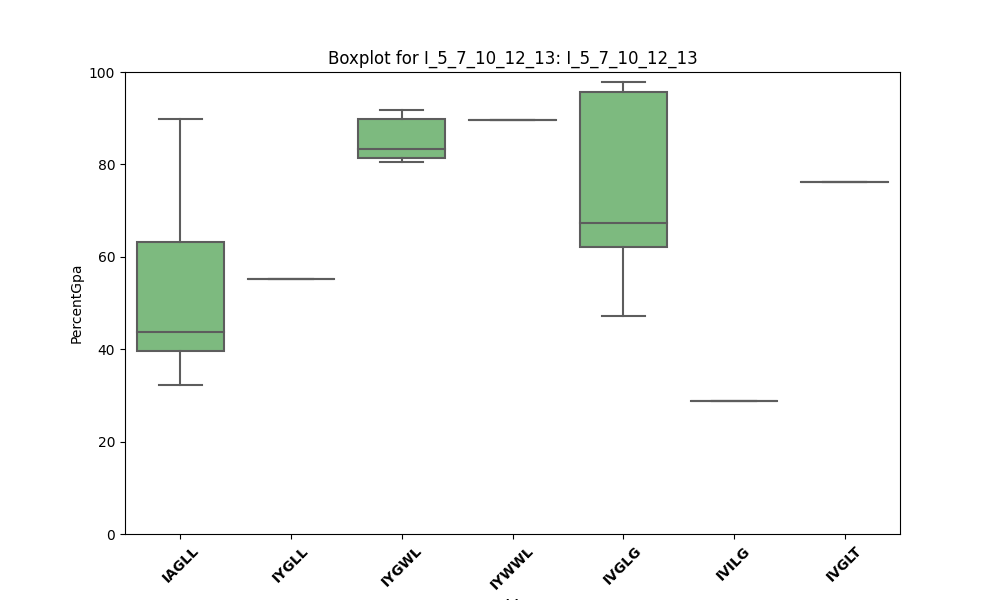 Boxplot for I_5_7_10_12_13: I_5_7_10_12_13
PercentGpa
100
80
60
40
20
0
IAGLL
IYGLL
IYGWL
IYWWL
IVGLG
IVILG
IVGLT